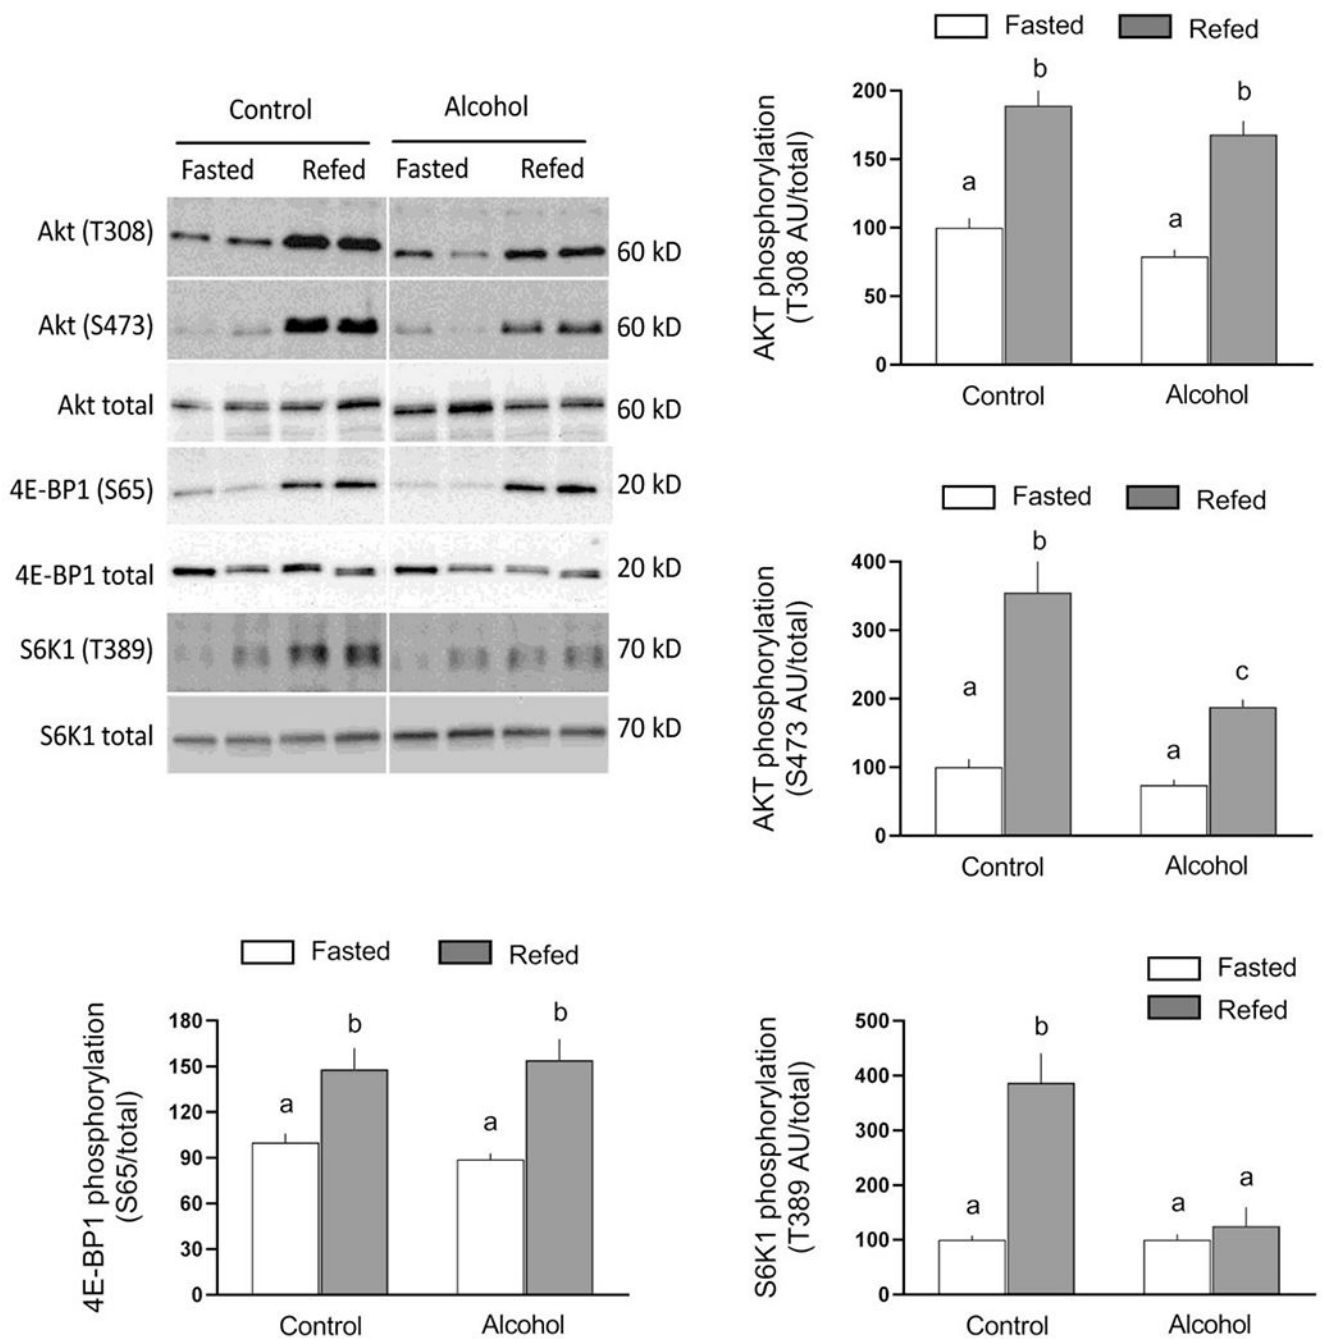 Control Alcohol
Fasted Refed Fasted Refed
Akt (T308) 60 kD
Akt (S473) 60 kD
Akt total 60 kD
4E-BP1 (S65) 20 kD
4E-BP1 total 20 kD
S6K1 (T389) 70 kD
S6K1 total 70 kD
Fasted Refed
AKT phosphorylation
(T308 AU/total)
200
150
100
50
0
a b a b
Control Alcohol
Fasted Refed
AKT phosphorylation
(S473 AU/total)
400
300
200
100
0
a b a c
Control Alcohol
Fasted Refed
4E-BP1 phosphorylation
(S65/total)
180
150
120
90
60
30
0
a b a b
Control Alcohol
Fasted
Refed
S6K1 phosphorylation
(T389 AU/total)
500
400
300
200
100
0
a b a a
Control Alcohol